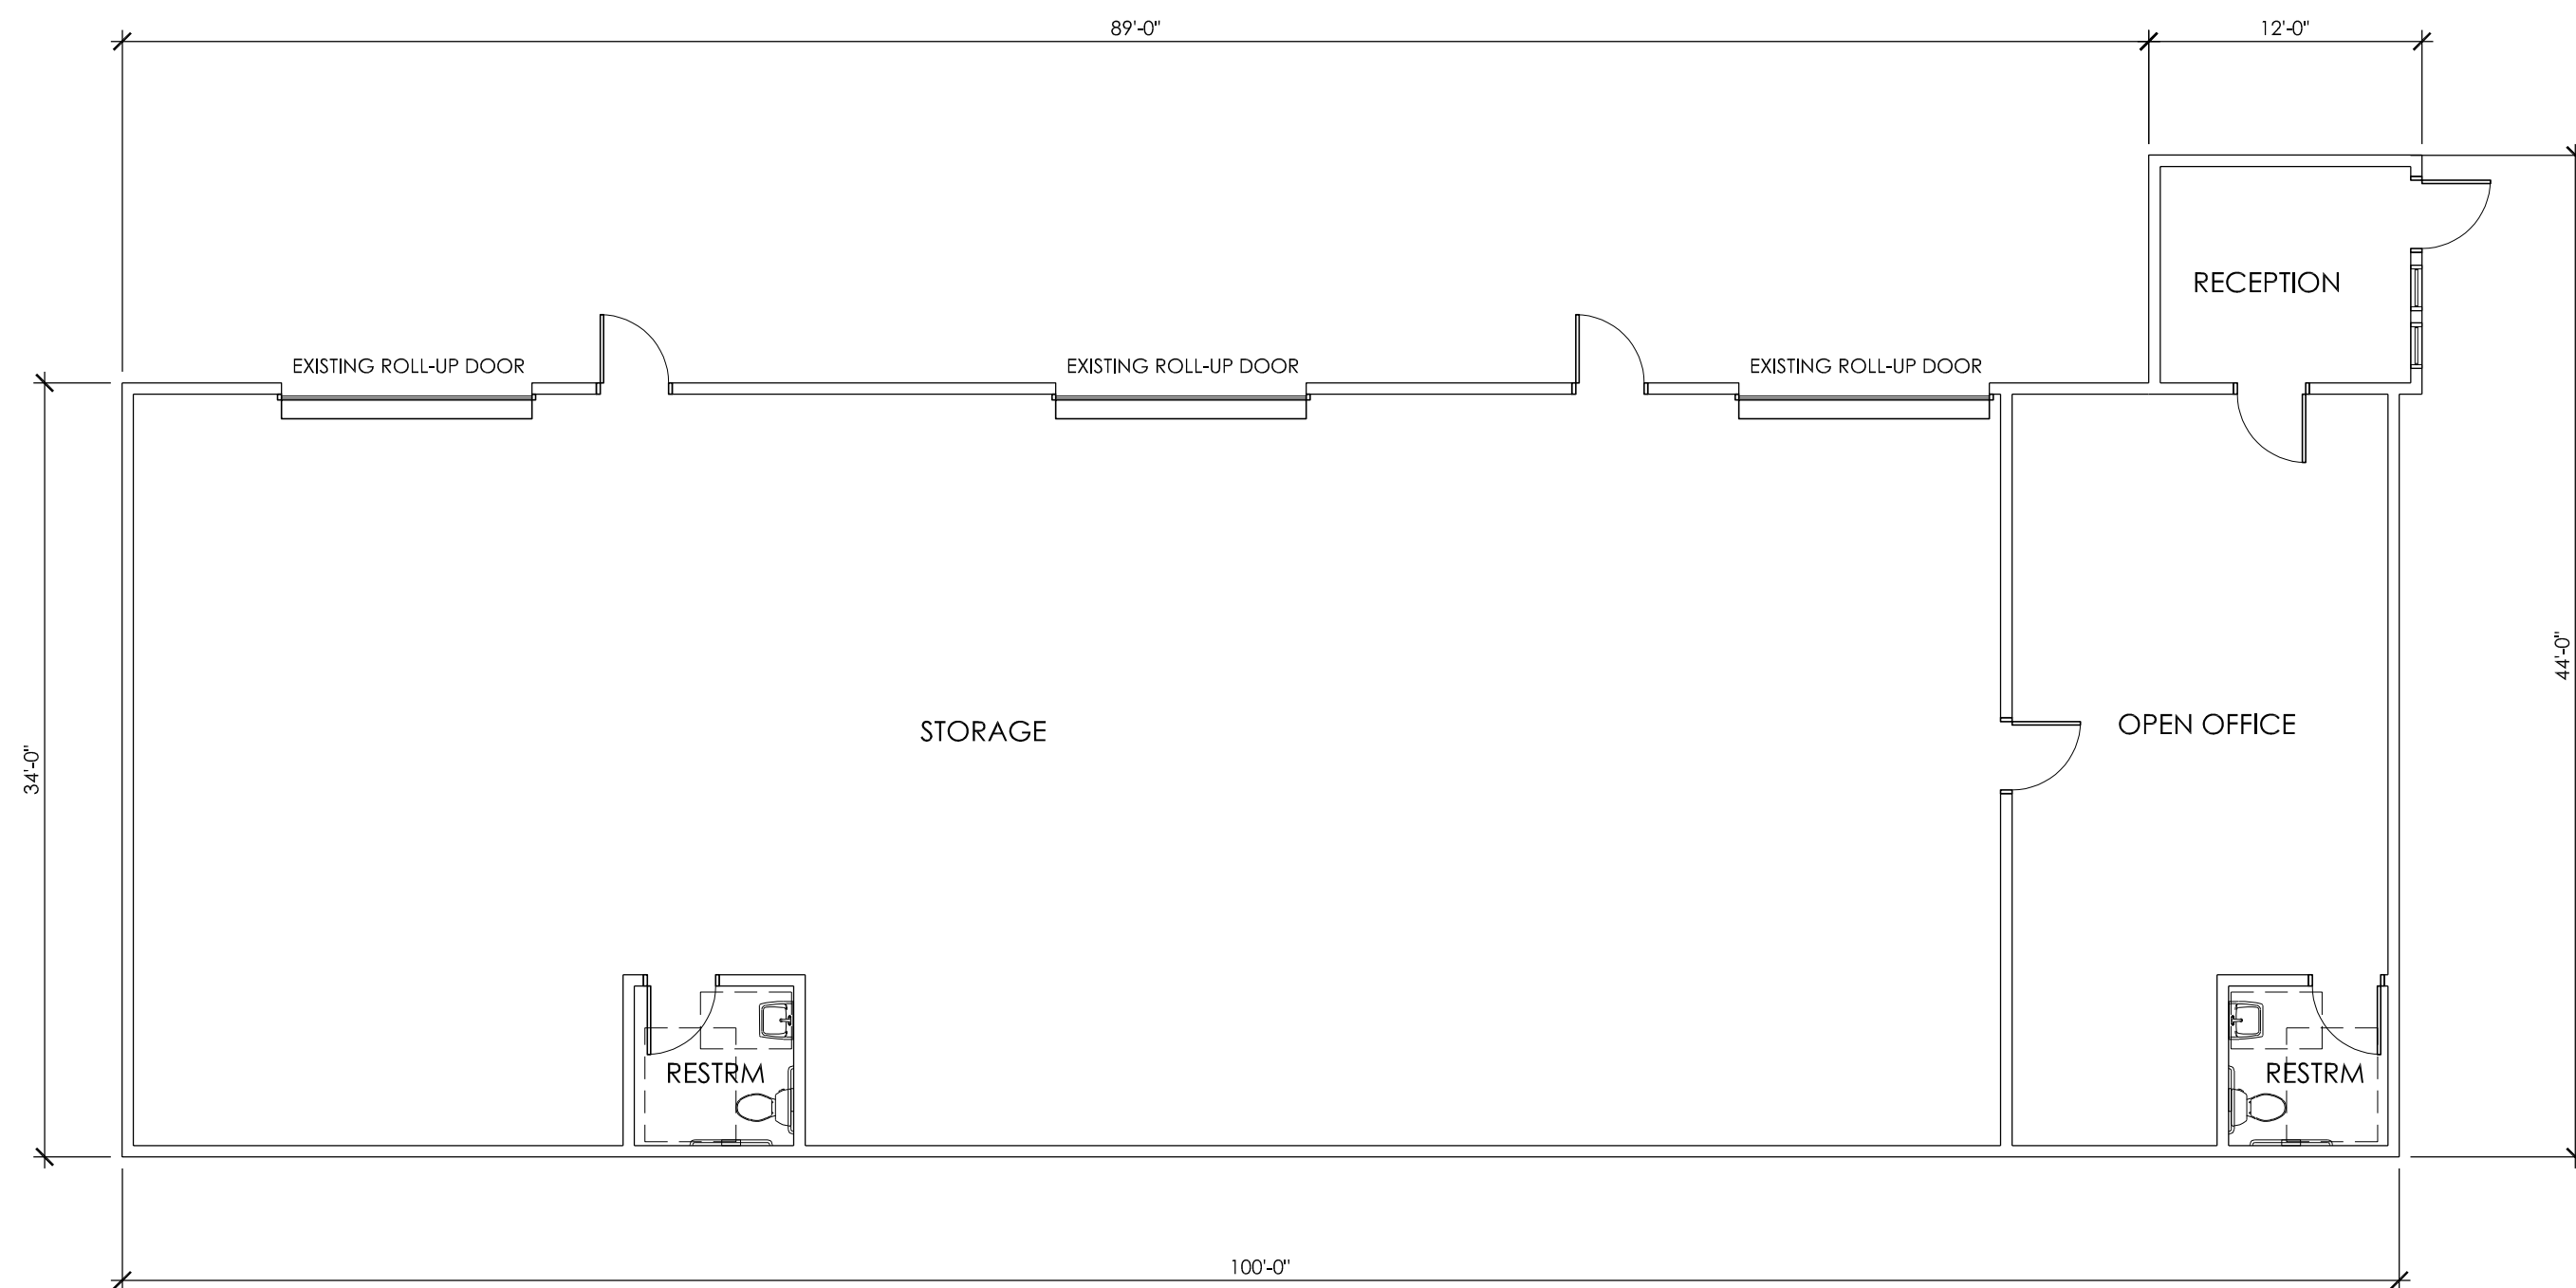 89'-0"
12'-0"
RECEPTION
EXISTING ROLL-UP DOOR
EXISTING ROLL-UP DOOR
EXISTING ROLL-UP DOOR
44'-0"
STORAGE
OPEN OFFICE
34'-0"
RESTRM
RESTRM
100'-0"